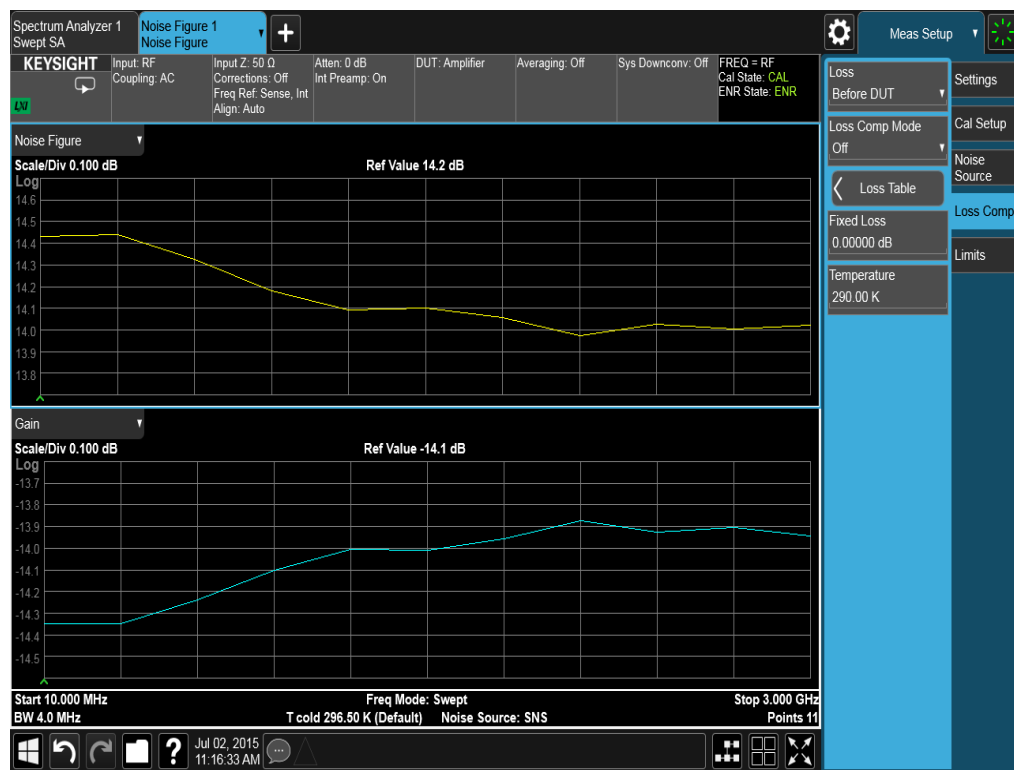 Spectrum Analyzer 1
Swept SA
Noise Figure 1
Noise Figure
Meas Setup
KEYSIGHT
LXI
Input: RF
Coupling: AC
Input Z: 50 Ω
Corrections: Off
Freq Ref: Sense, Int
Align: Auto
Atten: 0 dB
Int Preamp: On
DUT: Amplifier
Averaging: Off
Sys Downconv: Off
FREQ = RF
Cal State: CAL
ENR State: ENR
Noise Figure
Scale/Div 0.100 dB
Ref Value 14.2 dB
Log
14.6
14.5
14.4
14.3
14.2
14.1
14.0
13.9
13.8
Gain
Scale/Div 0.100 dB
Ref Value -14.1 dB
Log
-13.7
-13.8
-13.9
-14.0
-14.1
-14.2
-14.3
-14.4
-14.5
Start 10.000 MHz
Freq Mode: Swept
Stop 3.000 GHz
BW 4.0 MHz
T cold 296.50 K (Default)
Noise Source: SNS
Points 11
?
Jul 02, 2015
11:16:33 AM
Loss
Before DUT
Loss Comp Mode
Off
Loss Table
Fixed Loss
0.00000 dB
Temperature
290.00 K
Settings
Cal Setup
Noise
Source
Loss Comp
Limits